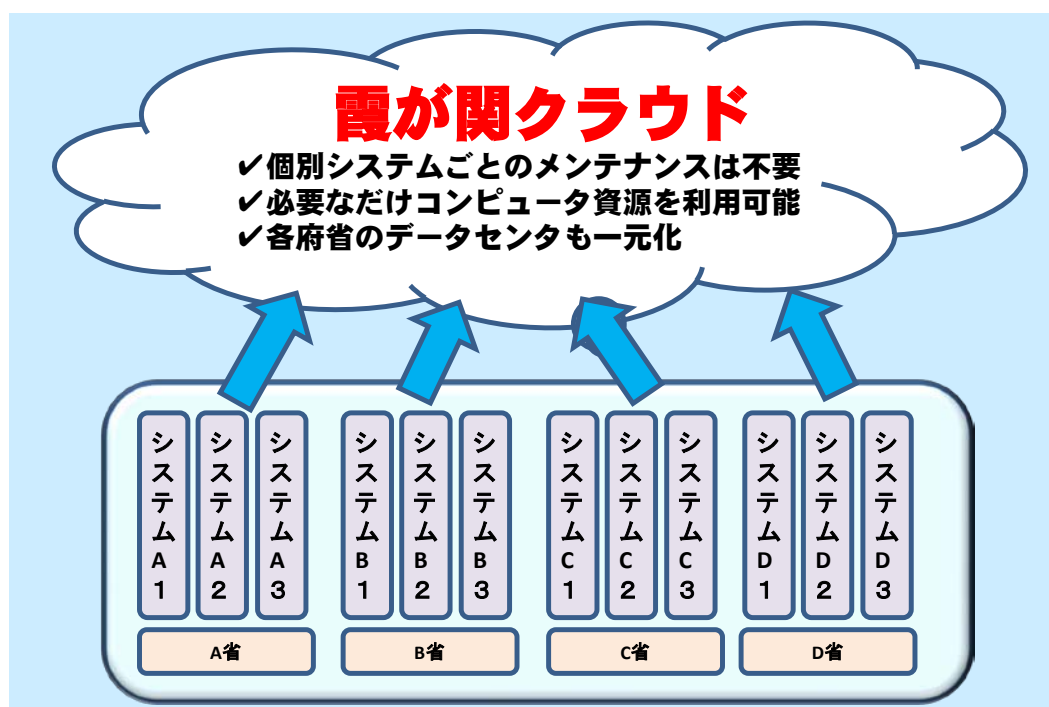 霞が関クラウド
✔個別システムごとのメンテナンスは不要
✔必要なだけコンピュータ資源を利用可能
✔各府省のデータセンタも一元化
システムA1
システムA2
システムA3
システムB1
システムB2
システムB3
システムC1
システムC2
システムC3
システムD1
システムD2
システムD3
A省
B省
C省
D省